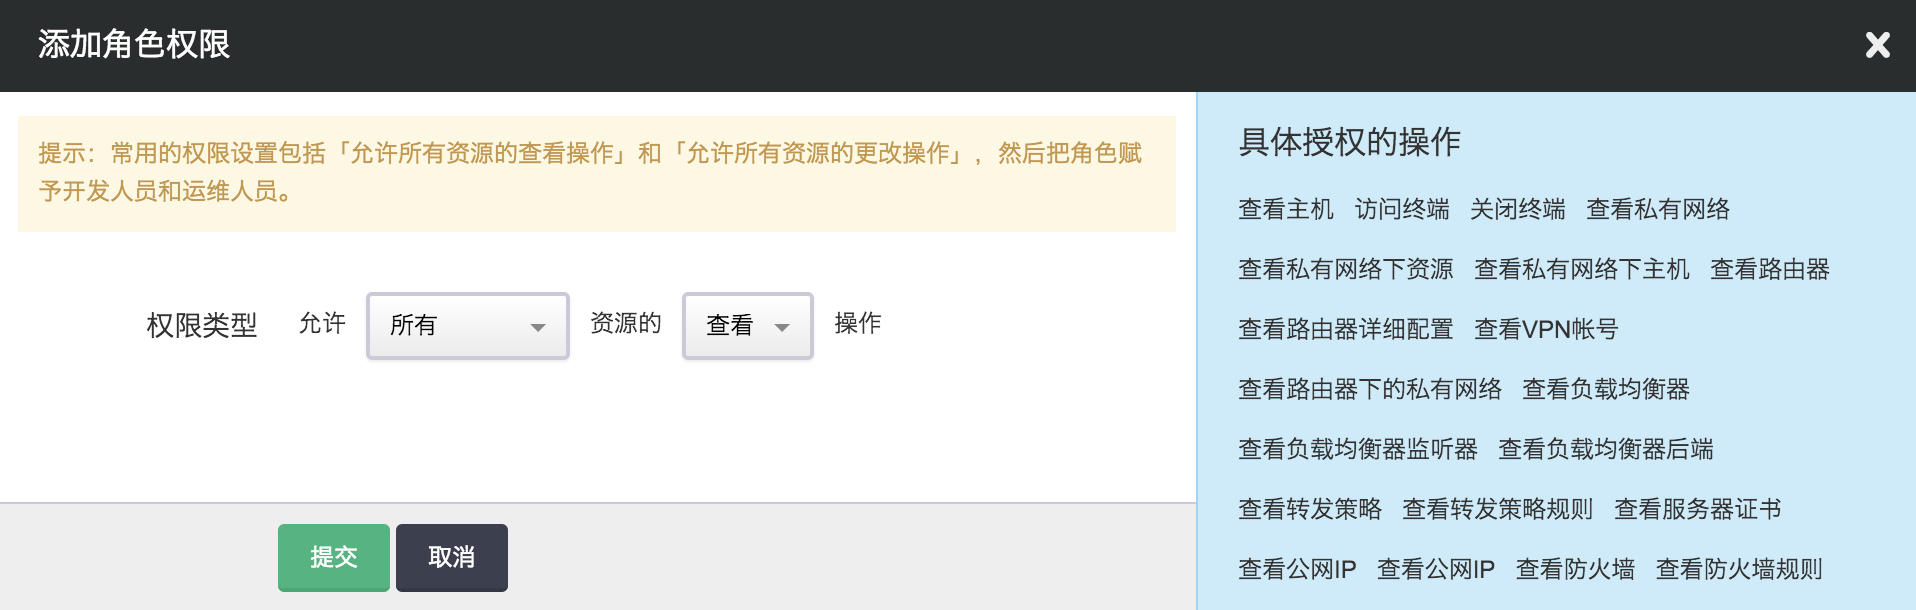 添加角色权限
提示：常用的权限设置包括「允许所有资源的查看操作」和「允许所有资源的更改操作」，然后把角色赋
予开发人员和运维人员。
权限类型 允许 所有 资源的 查看 操作
提交 取消
具体授权的操作
查看主机 访问终端 关闭终端 查看私有网络
查看私有网络下资源 查看私有网络下主机 查看路由器
查看路由器详细配置 查看VPN帐号
查看路由器下的私有网络 查看负载均衡器
查看负载均衡器监听器 查看负载均衡器后端
查看转发策略 查看转发策略规则 查看服务器证书
查看公网IP 查看公网IP 查看防火墙 查看防火墙规则